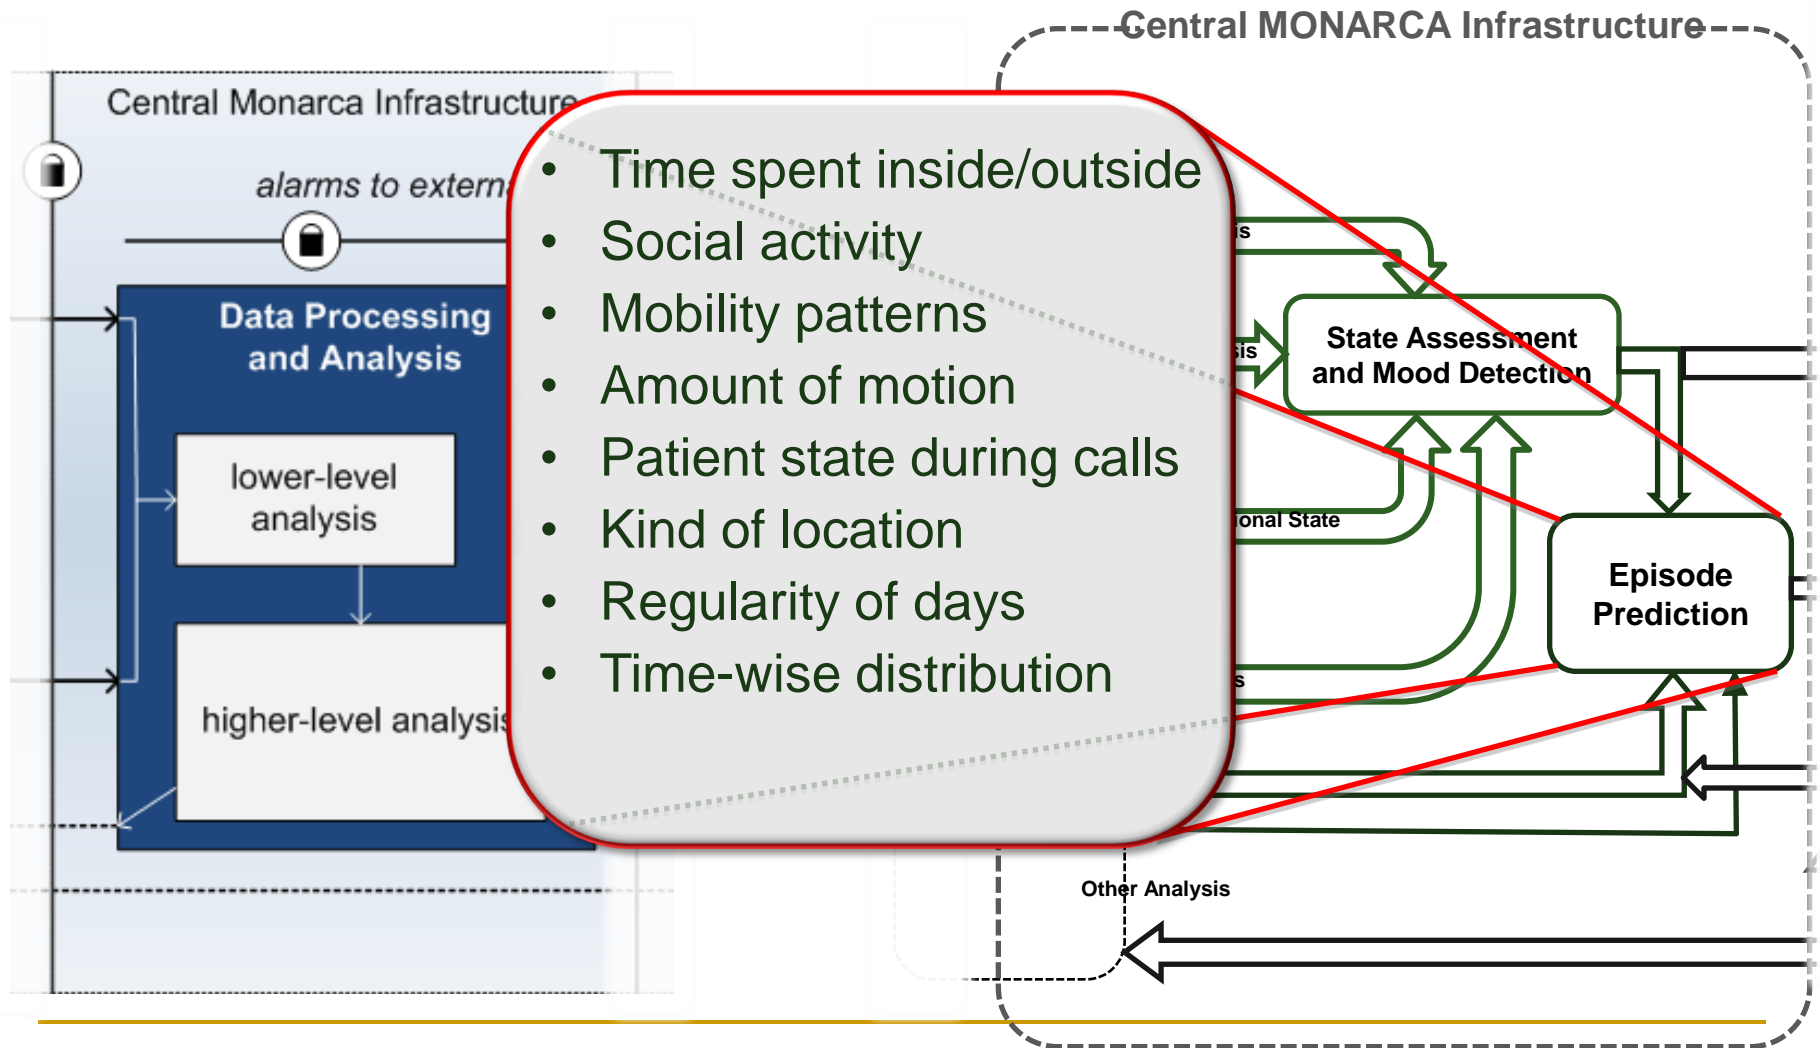 Central MONARCA Infrastructure
Central Monarca Infrastructure
alarms to
Data Processing
and Analysis
lower-level
analysis
higher-level analysis
• Time spent inside/outside
• Social activity
• Mobility patterns
• Amount of motion
• Patient state during calls
• Kind of location
• Regularity of days
• Time-wise distribution
State Assessment
and Mood Detection
State
Episode
Prediction
Other Analysis